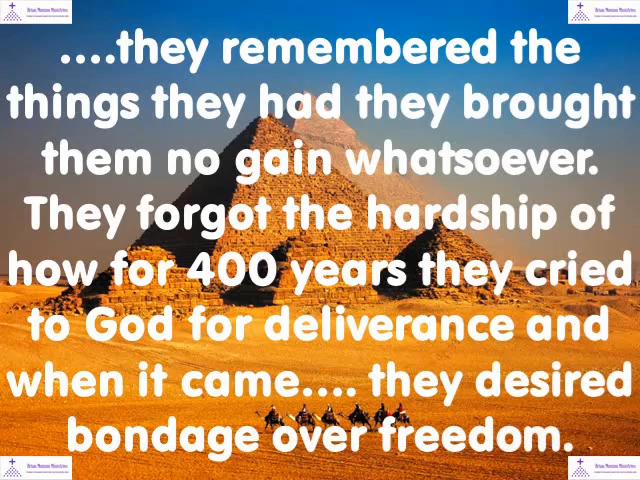 ....they remembered the
things they had they brought
them no gain whatsoever.
They forgot the hardship of
how for 400 years they cried
to God for deliverance and
when it came.... they desired
bondage over freedom.